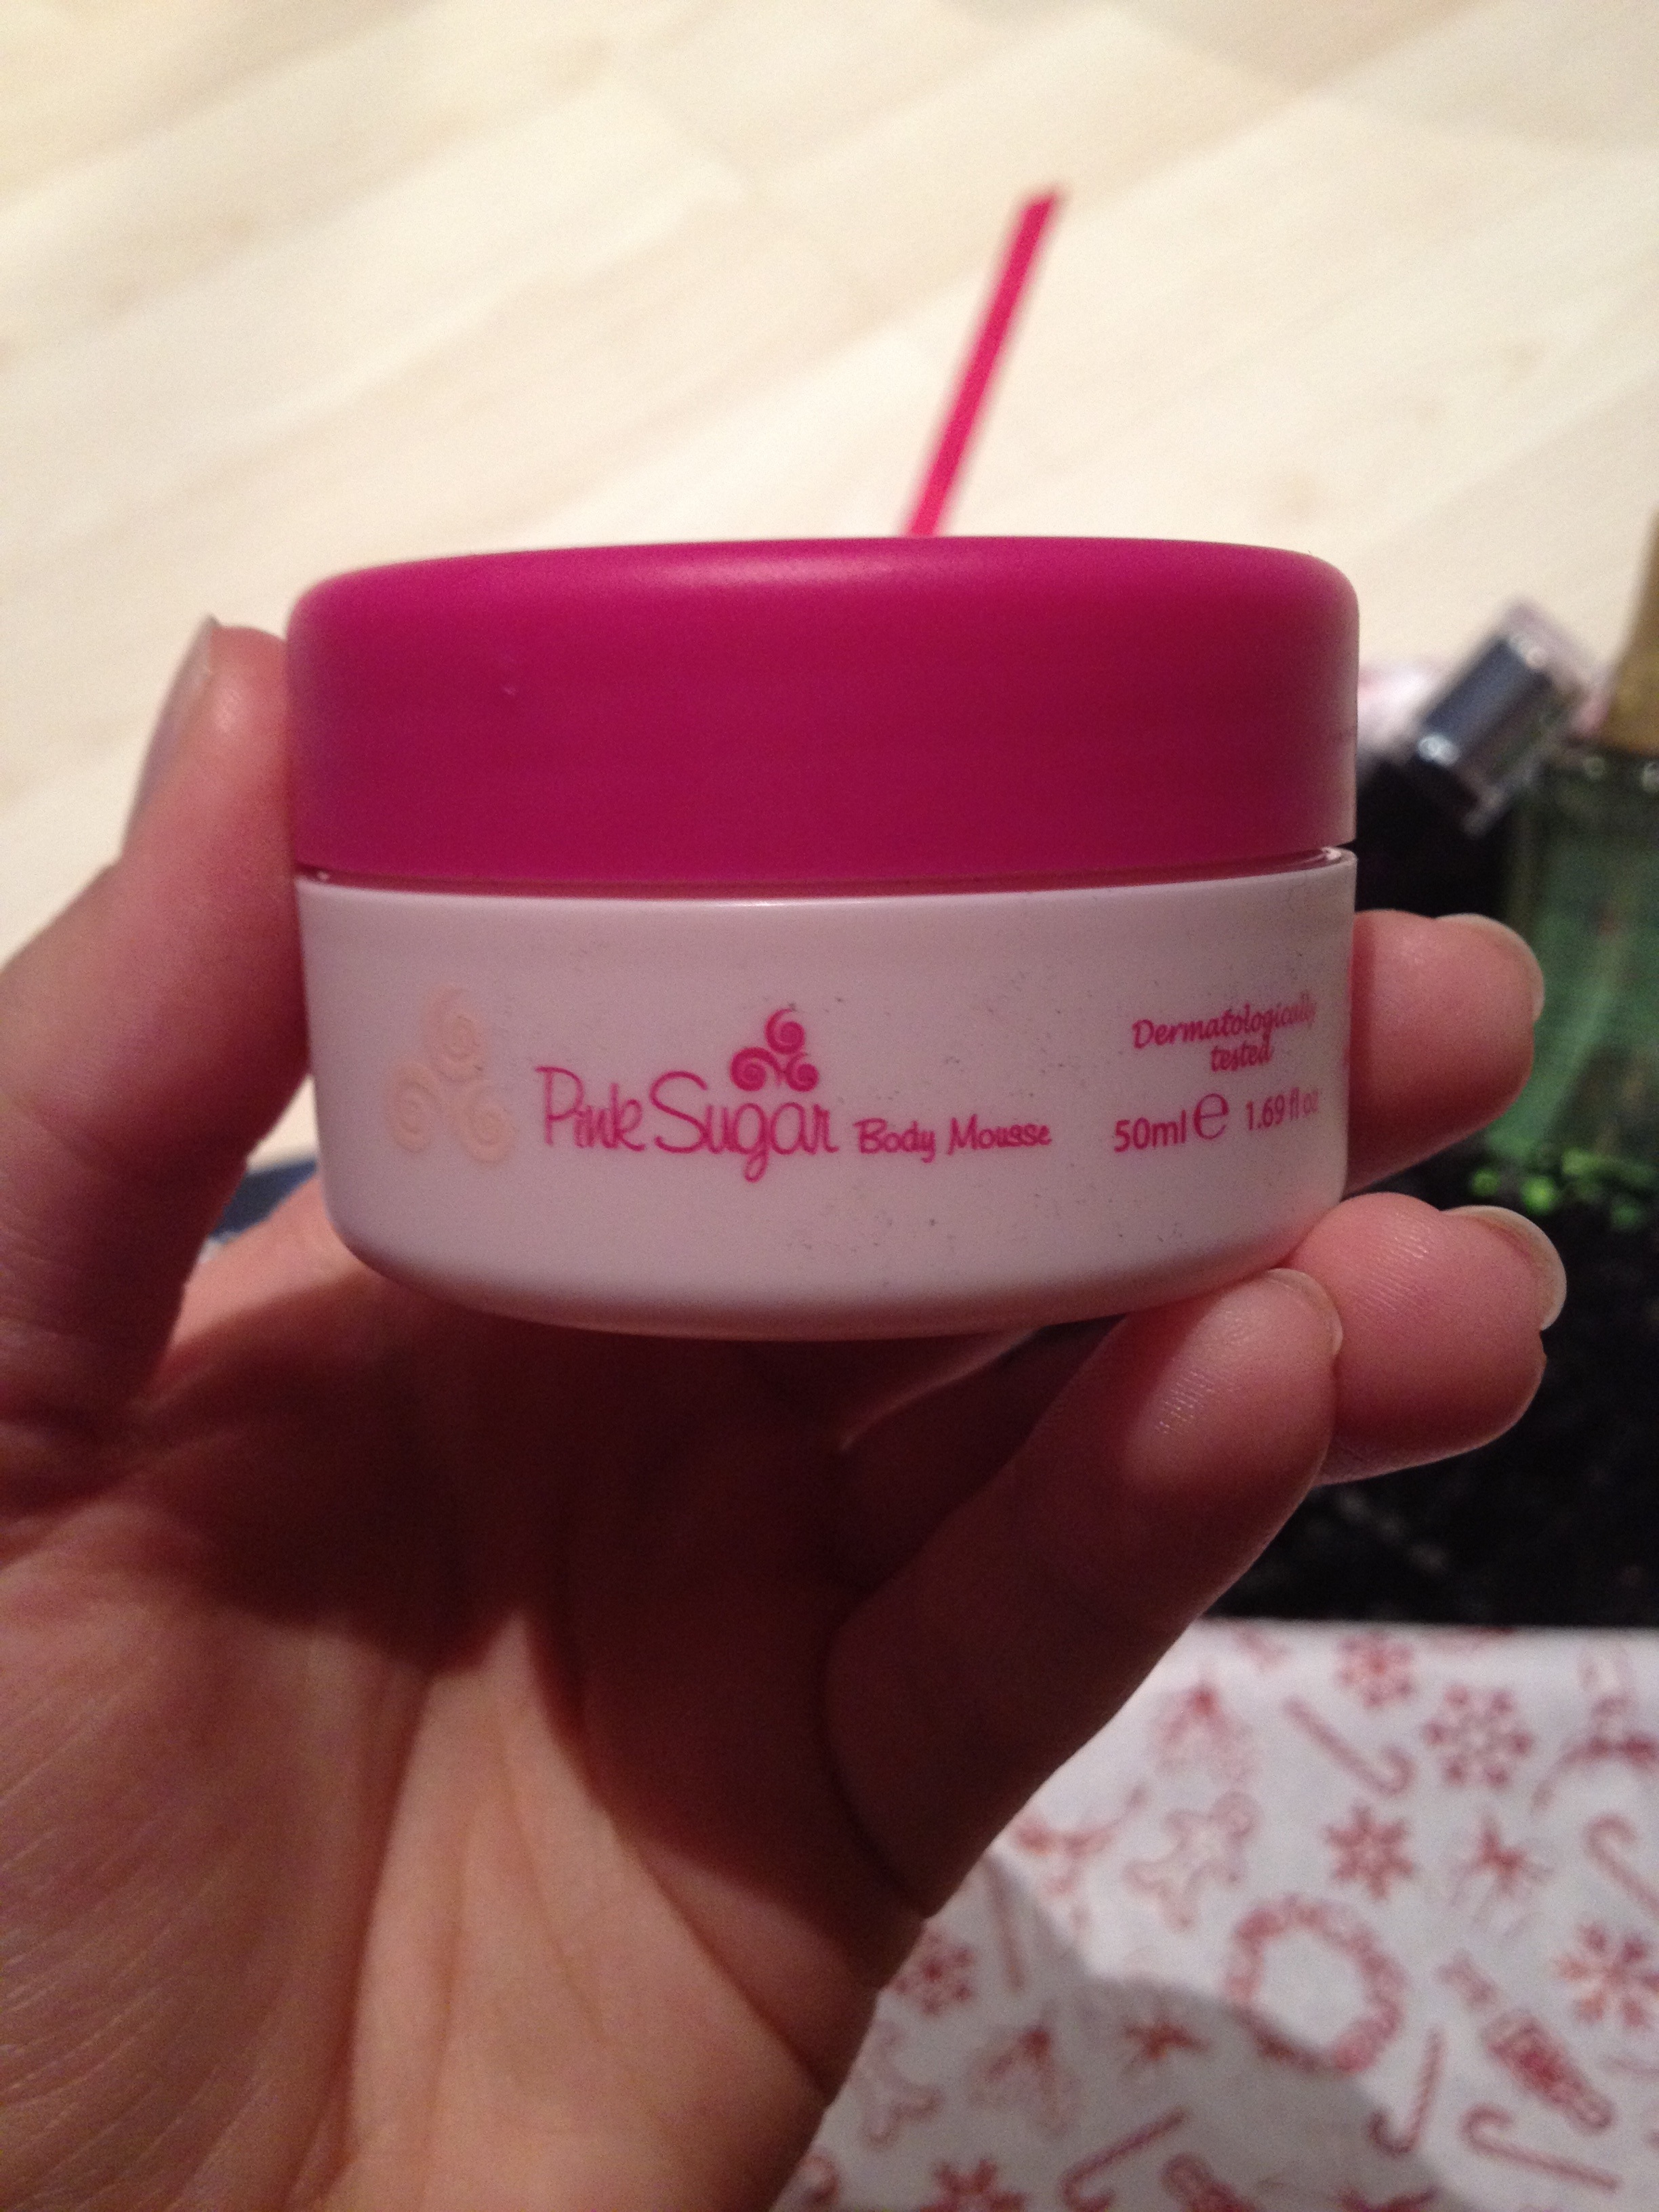 Pink Sugar Body Mousse
Dermatologically
tested
50ml e 1.69 fl oz